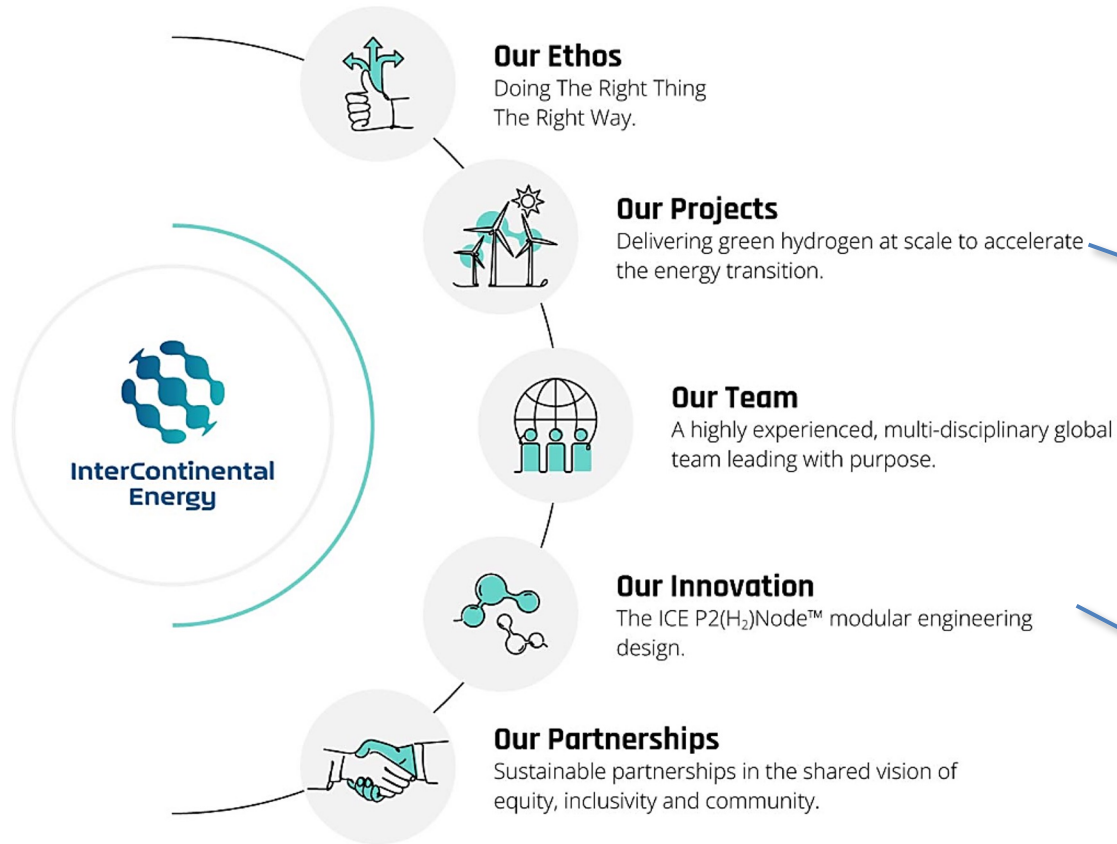 Our Ethos
Doing The Right Thing
The Right Way.
Our Projects
Delivering green hydrogen at scale to accelerate
the energy transition.
InterContinental
Energy
Our Team
A highly experienced, multi-disciplinary global
team leading with purpose.
Our Innovation
The ICE P2(H₂)Node™ modular engineering
design.
Our Partnerships
Sustainable partnerships in the shared vision of
equity, inclusivity and community.